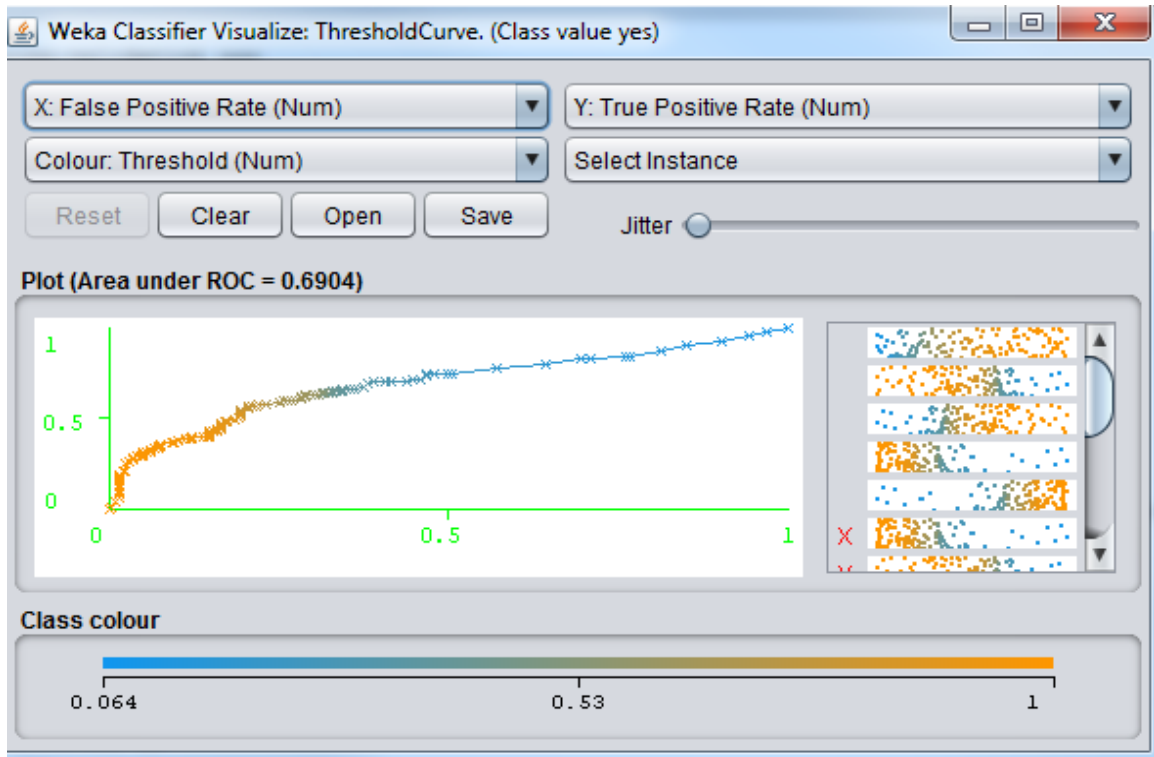 Weka Classifier Visualize: ThresholdCurve. (Class value yes)
X: False Positive Rate (Num) Y: True Positive Rate (Num)
Colour: Threshold (Num) Select Instance
Reset Clear Open Save Jitter
Plot (Area under ROC = 0.6904)
1
0.5
0
0 0.5 1
X
Class colour
0.064 0.53 1